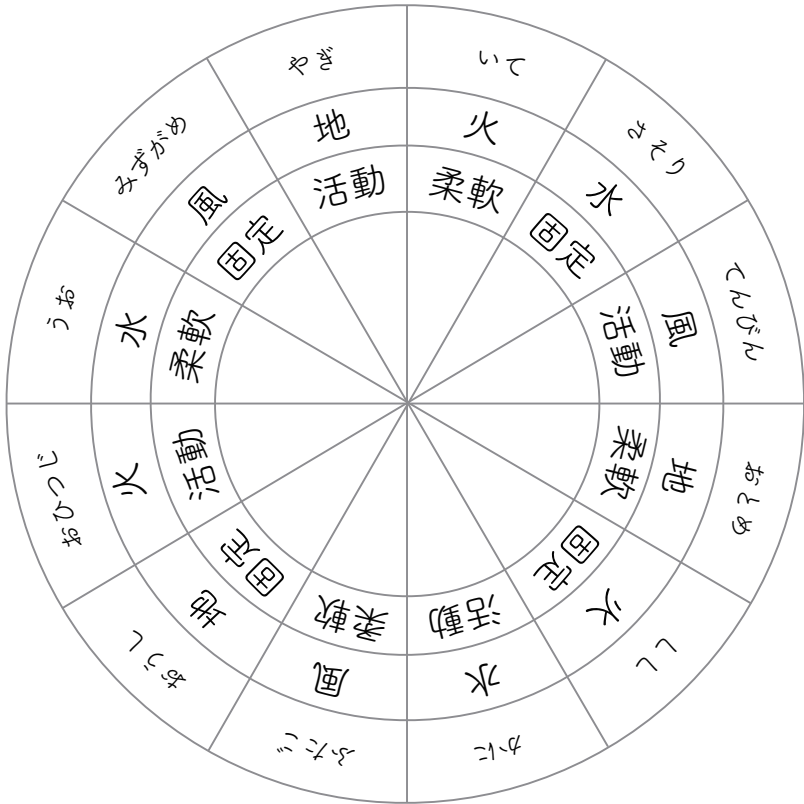 いて
さそり
てんびん
おとめ
しし
かに
ふたご
おうし
おひつじ
うお
みずがめ
やぎ
火
水
風
地
火
水
風
地
火
水
風
地
柔軟
固定
活動
柔軟
固定
活動
柔軟
固定
活動
柔軟
固定
活動